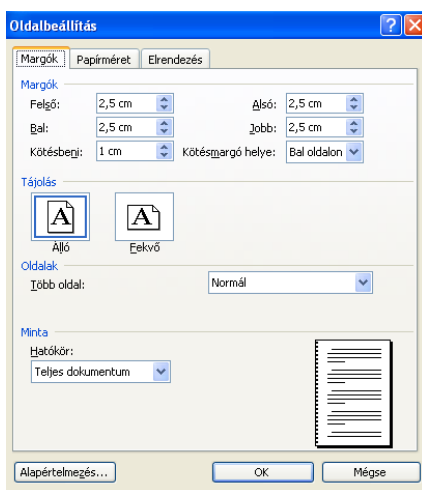 Oldalbeállítás
Margók Papírméret Elrendezés
Margók
Felső: 2,5 cm Alsó: 2,5 cm
Bal: 2,5 cm Jobb: 2,5 cm
Kötésbeni: 1 cm Kötésmargó helye: Bal oldalon
Tájolás
A A
Álló Fekvő
Oldalak
Több oldal: Normál
Minta
Hatókör:
Teljes dokumentum
Alapértelmezés... OK Mégse